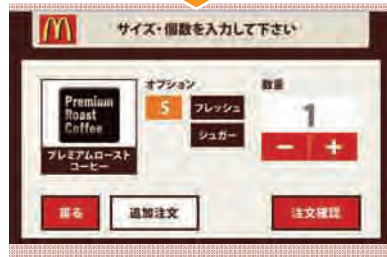 サイズ・個数を入力して下さい
オプション
数量
Premium
Roast
Coffee
S
フレッシュ
シュガー
1
プレミアムロースト
コーヒー
戻る
追加注文
注文確認